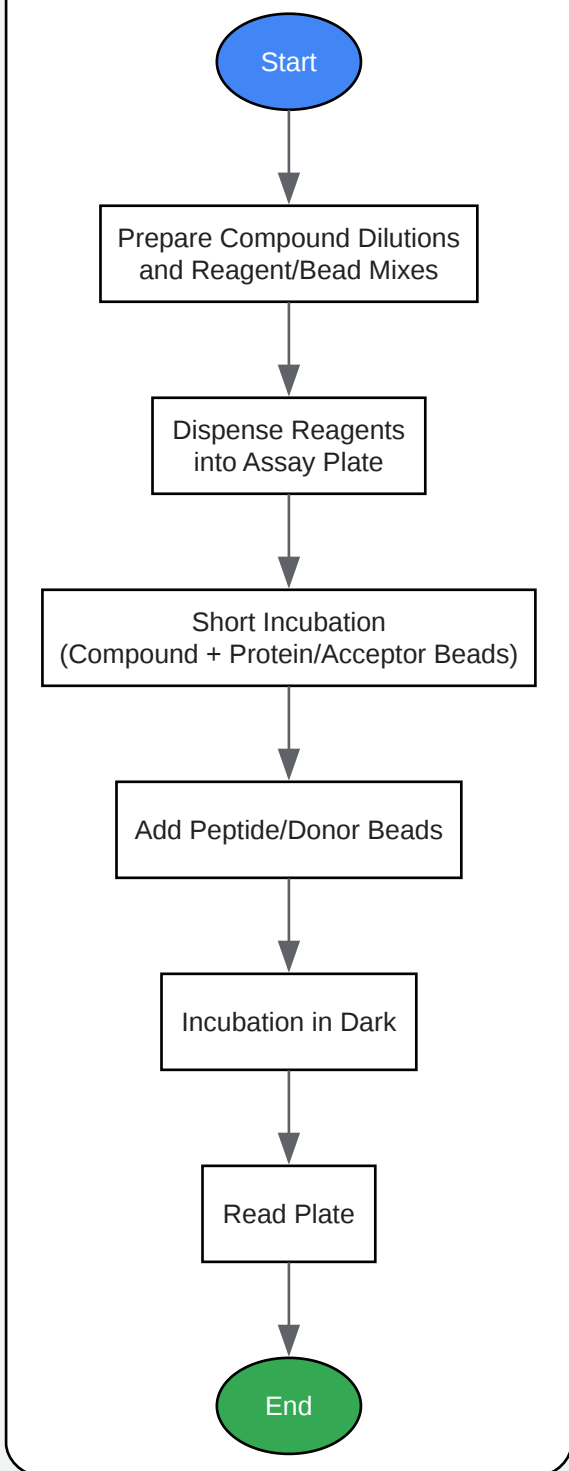 Start
Prepare Compound Dilutions
and Reagent/Bead Mixes
Dispense Reagents
into Assay Plate
Short Incubation
(Compound + Protein/Acceptor Beads)
Add Peptide/Donor Beads
Incubation in Dark
Read Plate
End